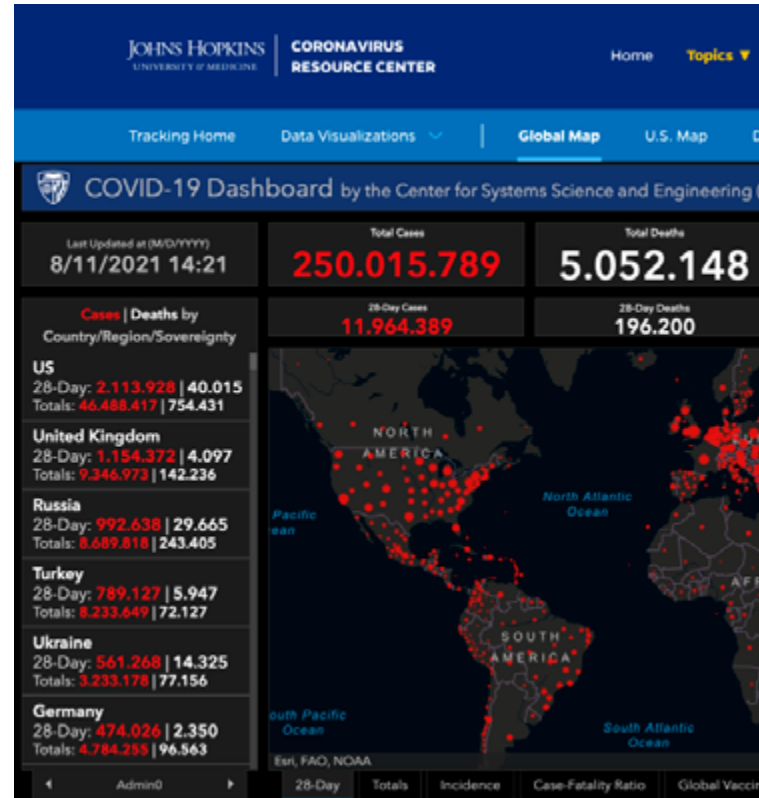 JOHNS HOPKINS
UNIVERSITY & MEDICINE
CORONAVIRUS
RESOURCE CENTER
Home
Topics ▼
Tracking Home
Data Visualizations
Global Map
U.S. Map
COVID-19 Dashboard by the Center for Systems Science and Engineering (
Last Updated at (M/D/YYYY)
8/11/2021 14:21
Total Cases
250.015.789
Total Deaths
5.052.148
28-Day Cases
11.964.389
28-Day Deaths
196.200
Cases | Deaths by
Country/Region/Sovereignty
US
28-Day: 2.113.928 | 40.015
Totals: 46.488.417 | 754.431
United Kingdom
28-Day: 1.154.372 | 4.097
Totals: 9.346.973 | 142.236
Russia
28-Day: 992.638 | 29.665
Totals: 8.689.818 | 243.405
Turkey
28-Day: 789.127 | 5.947
Totals: 8.233.649 | 72.127
Ukraine
28-Day: 561.268 | 14.325
Totals: 3.233.178 | 77.156
Germany
28-Day: 474.026 | 2.350
Totals: 4.784.255 | 96.563
Admin0
NORTH
AMERICA
Pacific
ean
North Atlantic
Ocean
AFR
SOUTH
AMERICA
outh Pacific
Ocean
South Atlantic
Ocean
Esri, FAO, NOAA
28-Day
Totals
Incidence
Case-Fatality Ratio
Global Vaccin